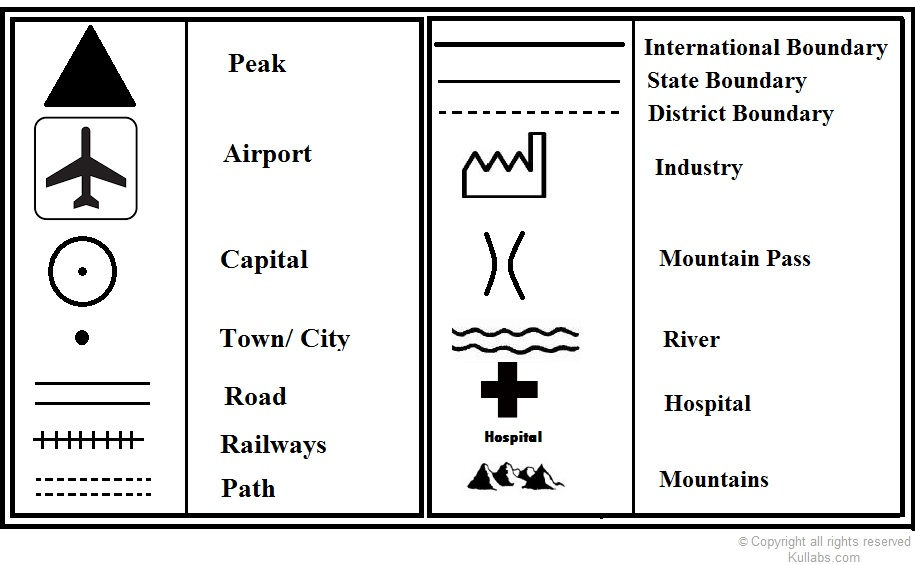 Peak
Airport
Capital
Town/ City
Road
Railways
Path
International Boundary
State Boundary
District Boundary
Industry
Mountain Pass
River
Hospital
Hospital
Mountains
© Copyright all rights reserved
Kullabs.com